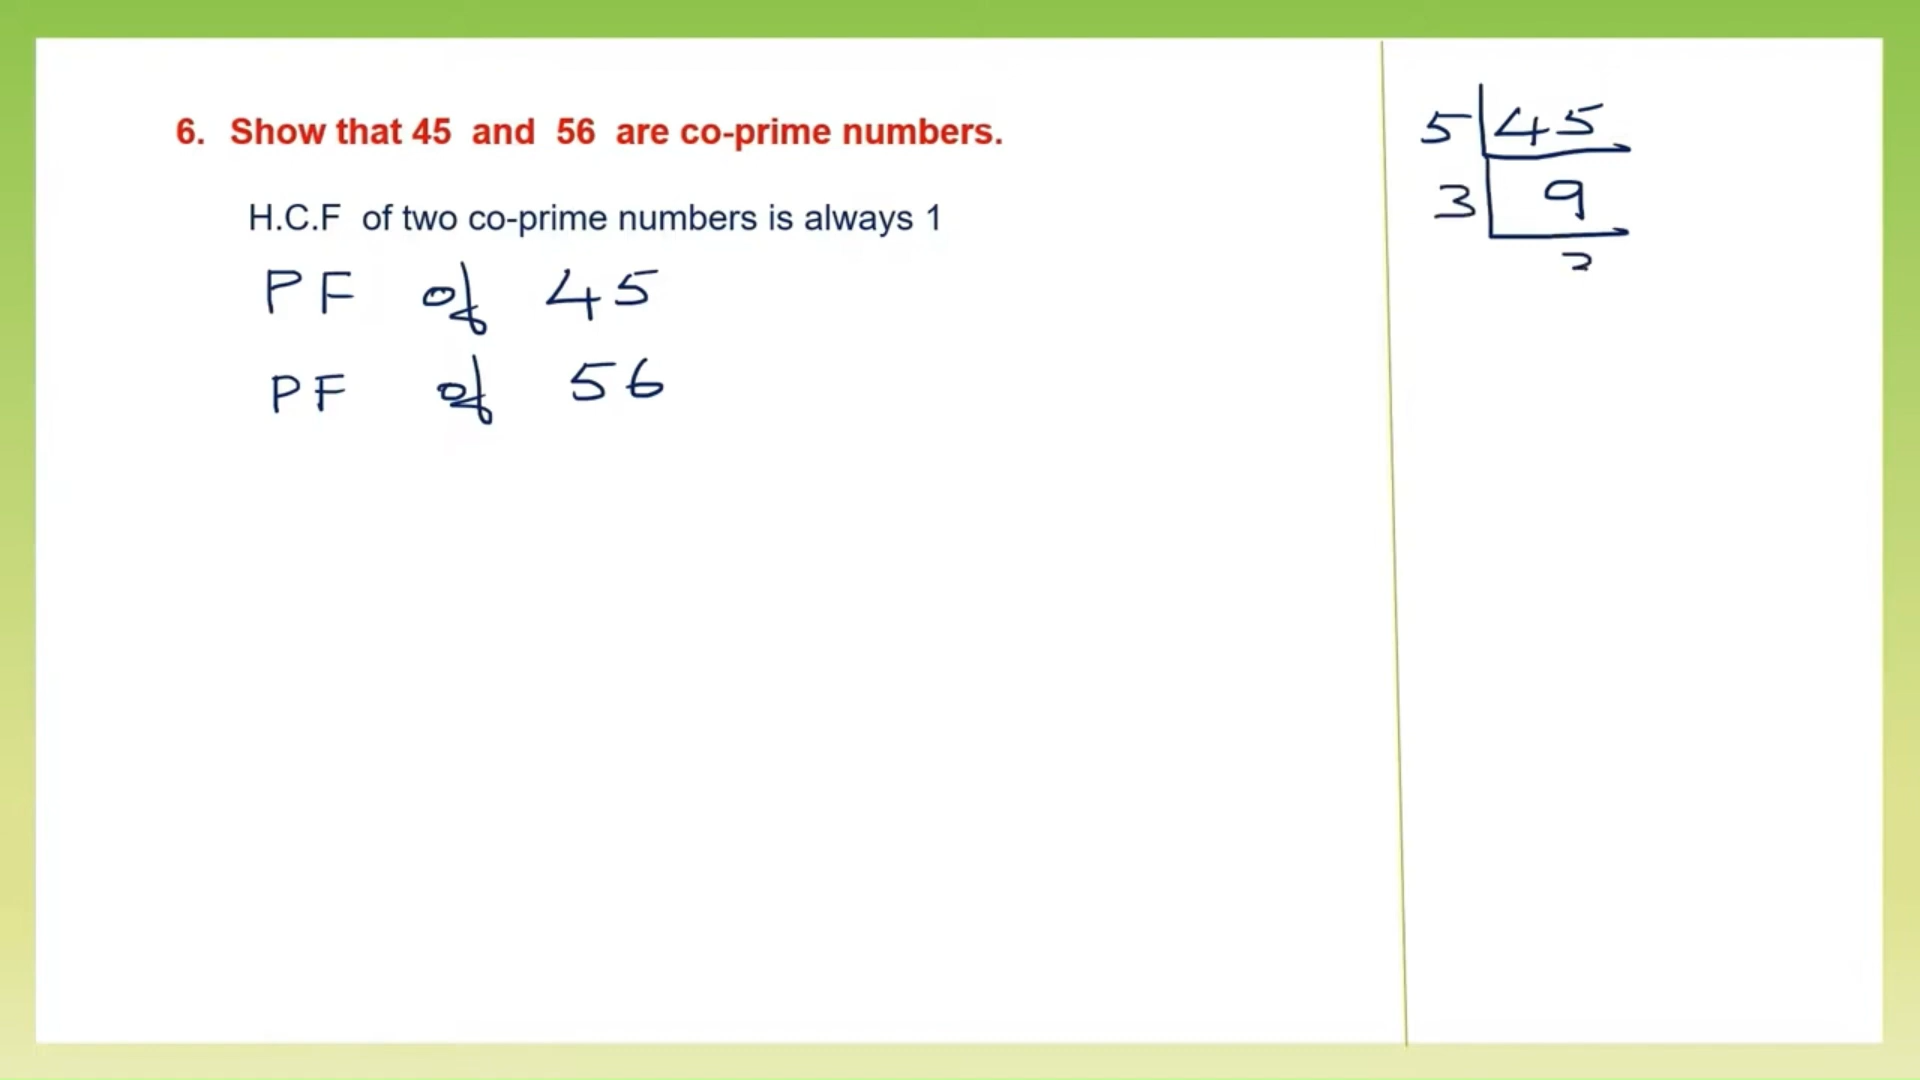 6. Show that 45 and 56 are co-prime numbers.
H.C.F of two co-prime numbers is always 1
PF of 45
PF of 56
5 45
3 9